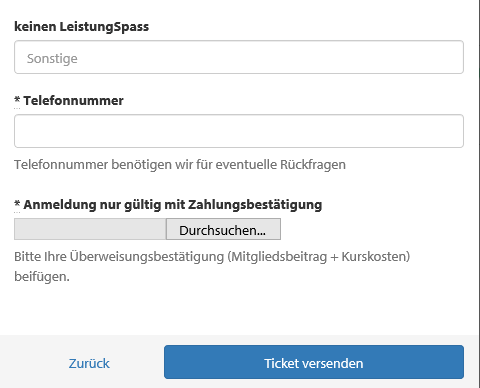 keinen LeistungSpass
Sonstige
* Telefonnummer
Telefonnummer benötigen wir für eventuelle Rückfragen
* Anmeldung nur gültig mit Zahlungsbestätigung
Durchsuchen...
Bitte Ihre Überweisungsbestätigung (Mitgliedsbeitrag + Kurskosten)
beifügen.
Zurück
Ticket versenden